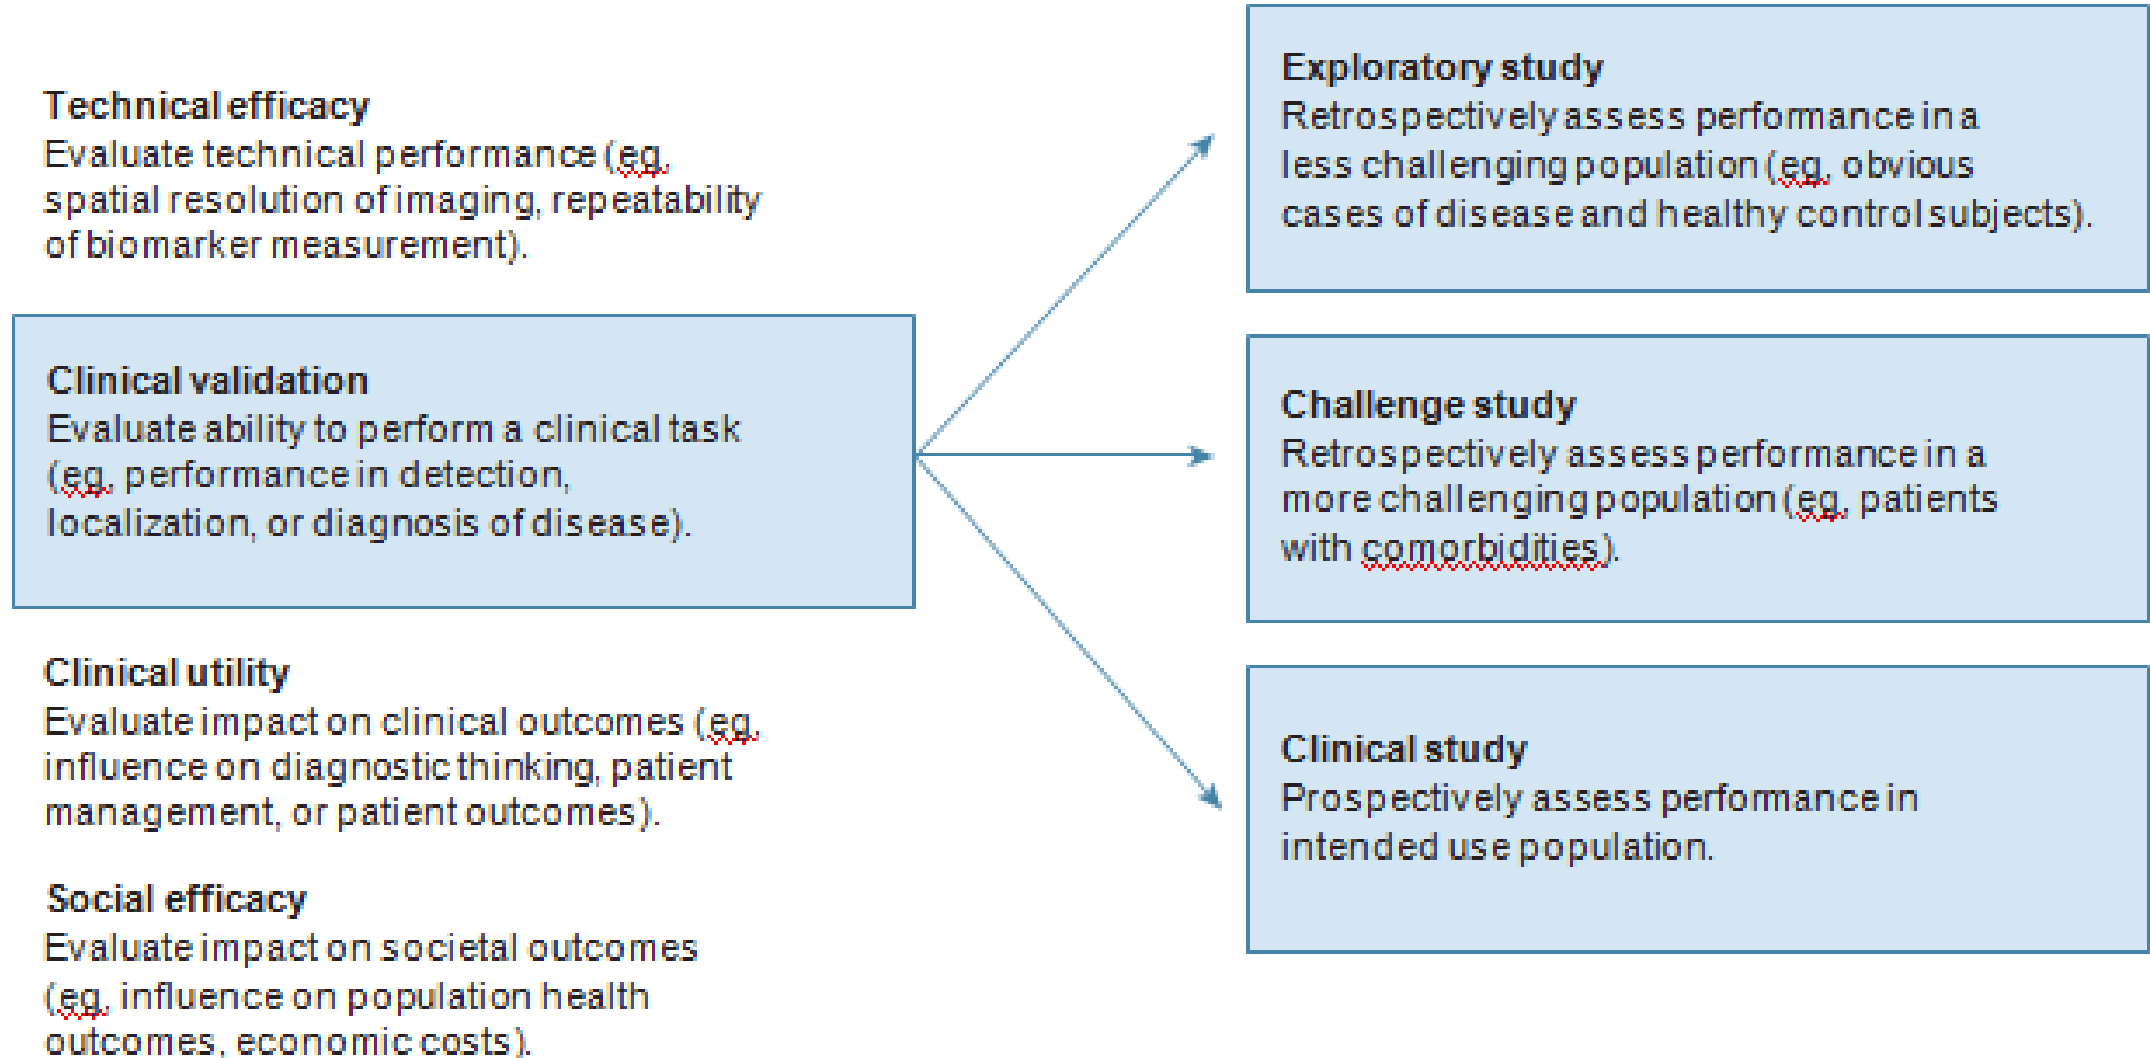 Technical efficacy
Evaluate technical performance (eg,
spatial resolution of imaging, repeatability
of biomarker measurement).
Clinical validation
Evaluate ability to perform a clinical task
(eg, performance in detection,
localization, or diagnosis of disease).
Clinical utility
Evaluate impact on clinical outcomes (eg,
influence on diagnostic thinking, patient
management, or patient outcomes).
Social efficacy
Evaluate impact on societal outcomes
(eg, influence on population health
outcomes, economic costs).
Exploratory study
Retrospectively assess performance in a
less challenging population (eg, obvious
cases of disease and healthy control subjects).
Challenge study
Retrospectively assess performance in a
more challenging population (eg, patients
with comorbidities).
Clinical study
Prospectively assess performance in
intended use population.